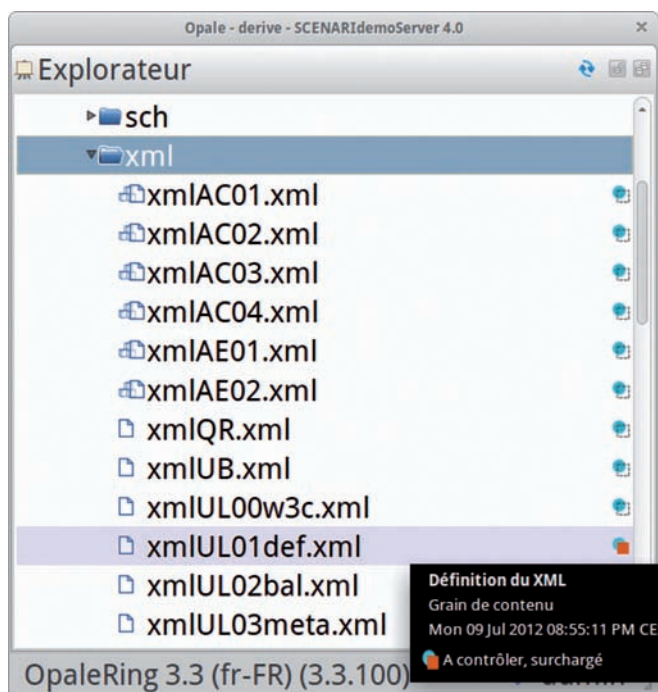 Opale - derive - SCENARIdemoServer 4.0
Explorateur
sch
xml
xmlAC01.xml
xmlAC02.xml
xmlAC03.xml
xmlAC04.xml
xmlAE01.xml
xmlAE02.xml
xmlQR.xml
xmlUB.xml
xmlUL00w3c.xml
xmlUL01def.xml
xmlUL02bal.xml
xmlUL03meta.xml
Définition du XML
Grain de contenu
Mon 09 Jul 2012 08:55:11 PM CE
A contrôler, surchargé
OpaleRing 3.3 (fr-FR) (3.3.100)